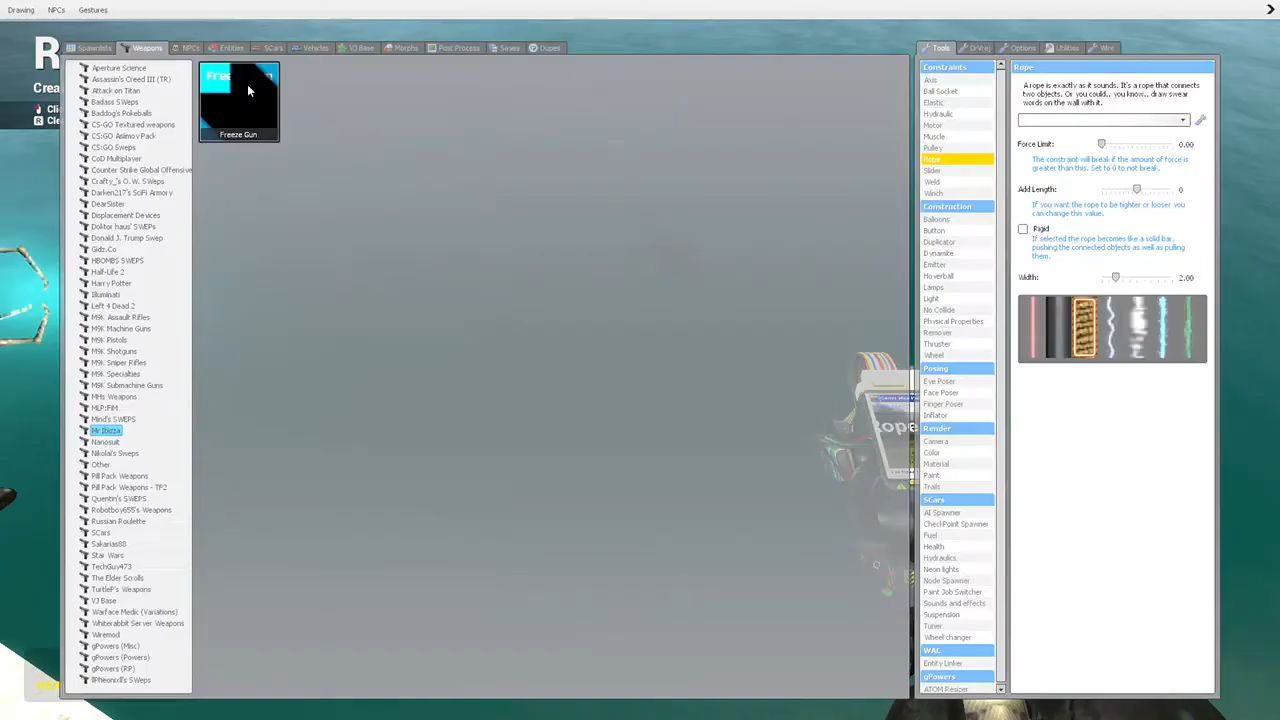 Drawing NPCs Gestures
R
Crea
Spawnlists Weapons NPCs Entities SCars Vehicles VJ Base Morphs Post Process Saves Dupes
Aperture Science
Assassin's Creed III (TR)
Attack on Titan
Badass SWeps
Baddog's Pokeballs
CS-GO Textured weapons
CS:GO Asimov Pack
CS:GO Sweps
CoD Multiplayer
Counter Strike Global Offensive
Crafty_'s O. W. SWeps
Darken217's SciFi Armory
DearSister
Displacement Devices
Doktor haus' SWEPs
Donald J. Trump Swep
Gidz.Co
HBOMBS SWEPS
Half-Life 2
Harry Potter
Illuminati
Left 4 Dead 2
M9K Assault Rifles
M9K Machine Guns
M9K Pistols
M9K Shotguns
M9K Sniper Rifles
M9K Specialties
M9K Submachine Guns
MHs Weapons
MLP:FiM
Mind's SWEPS
Mr Ibizza
Nanosuit
Nikolai's Sweps
Other
Pill Pack Weapons
Pill Pack Weapons - TF2
Quentin's SWEPS
Robotboy655's Weapons
Russian Roulette
SCars
Sakarias88
Star Wars
TechGuy473
The Elder Scrolls
TurtleP's Weapons
VJ Base
Warface Medic (Variations)
Whiterabbit Server Weapons
Wiremod
gPowers (Misc)
gPowers (Powers)
gPowers (RP)
Freeze Gun
Tools Options Utilities Wire
Constraints
Axis
Ball Socket
Elastic
Hydraulic
Motor
Muscle
Pulley
Rope
Slider
Weld
Winch
Construction
Balloons
Button
Duplicator
Dynamite
Emitter
Hoverball
Lamps
Light
No Collide
Physical Properties
Remover
Thruster
Wheel
Posing
Eye Poser
Face Poser
Finger Poser
Inflator
Render
Camera
Color
Material
Paint
Trails
SCars
AI Spawner
CheckPoint Spawner
Fuel
Health
Hydraulics
Neon lights
Node Spawner
Paint Job Switcher
Sounds and effects
Suspension
Tuner
Wheel changer
WAC
Entity Linker
gPowers
ATOM Resizer
Rope
A rope is exactly as it sounds. It's a rope that connects
two objects. Or you could.. you know.. draw swear
words on the wall with it.
Force Limit: 0.00
The constraint will break if the amount of force is
greater than this. Set to 0 to not break.
Add Length: 0
If you want the rope to be tighter or looser you
can change this value.
Rigid
If selected the rope becomes like a solid bar,
pushing the connected objects as well as pulling
them.
Width: 2.00